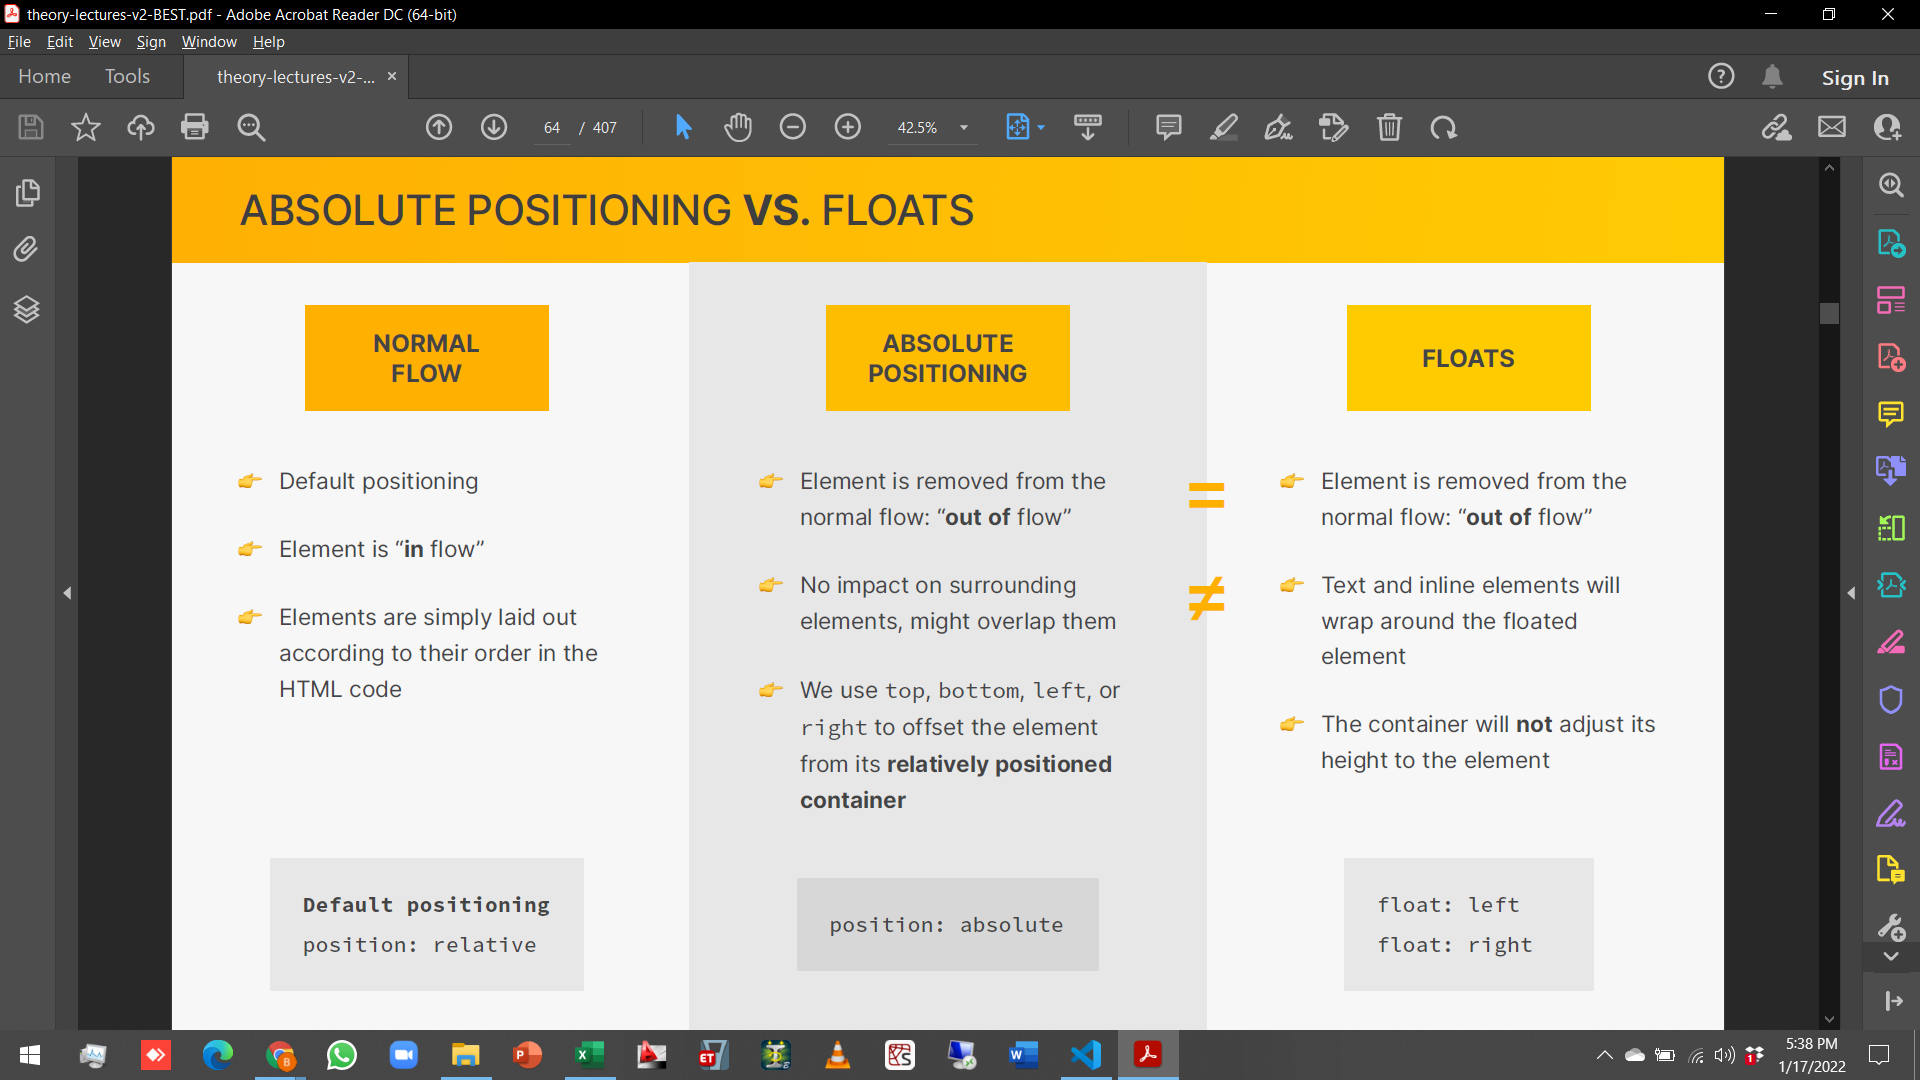 theory-lectures-v2-BEST.pdf - Adobe Acrobat Reader DC (64-bit)
File Edit View Sign Window Help
Home Tools theory-lectures-v2-... × Sign In
64 / 407 42.5%
ABSOLUTE POSITIONING VS. FLOATS
NORMAL
FLOW
Default positioning
Element is “in flow”
Elements are simply laid out
according to their order in the
HTML code
Default positioning
position: relative
ABSOLUTE
POSITIONING
Element is removed from the
normal flow: “out of flow”
No impact on surrounding
elements, might overlap them
We use top, bottom, left, or
right to offset the element
from its relatively positioned
container
position: absolute
=
≠
FLOATS
Element is removed from the
normal flow: “out of flow”
Text and inline elements will
wrap around the floated
element
The container will not adjust its
height to the element
float: left
float: right
5:38 PM
1/17/2022